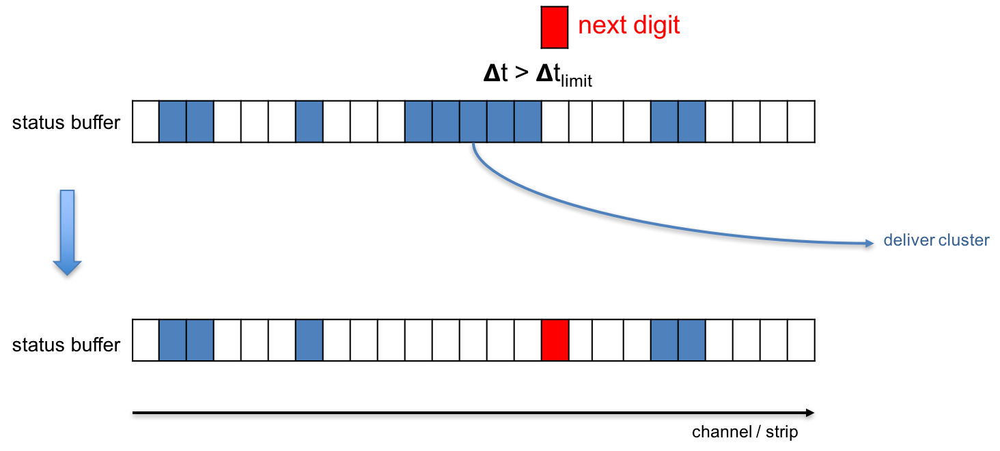 next digit
Δt > Δtlimit
status buffer
deliver cluster
status buffer
channel / strip